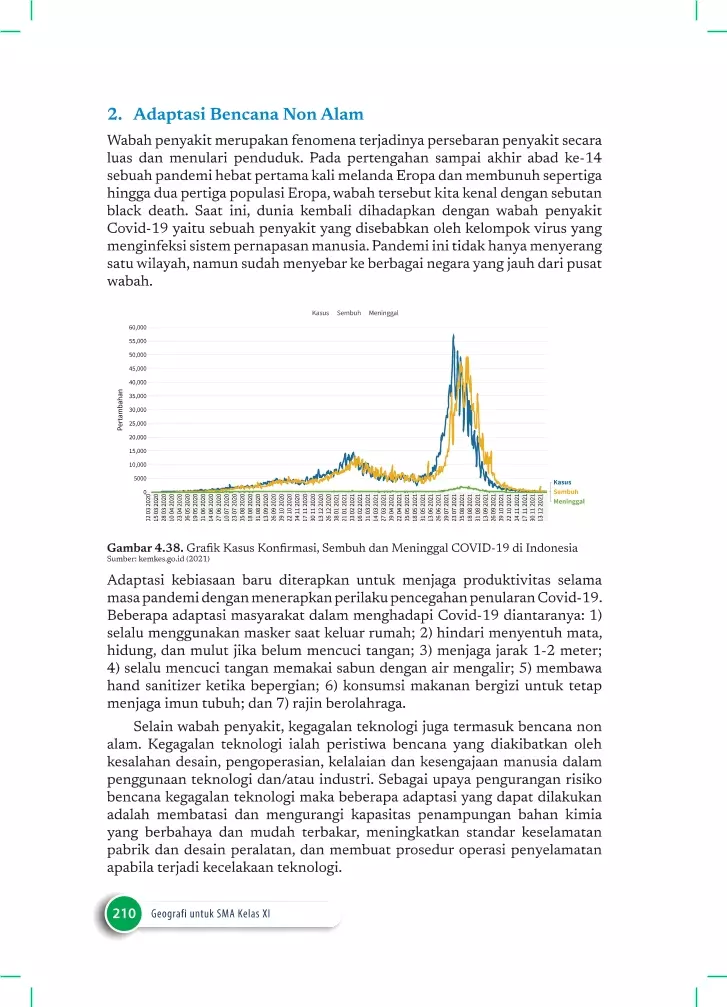 2. Adaptasi Bencana Non Alam
Wabah penyakit merupakan fenomena terjadinya persebaran penyakit secara
luas dan menulari penduduk. Pada pertengahan sampai akhir abad ke-14
sebuah pandemi hebat pertama kali melanda Eropa dan membunuh sepertiga
hingga dua pertiga populasi Eropa, wabah tersebut kita kenal dengan sebutan
black death. Saat ini, dunia kembali dihadapkan dengan wabah penyakit
Covid-19 yaitu sebuah penyakit yang disebabkan oleh kelompok virus yang
menginfeksi sistem pernapasan manusia. Pandemi ini tidak hanya menyerang
satu wilayah, namun sudah menyebar ke berbagai negara yang jauh dari pusat
wabah.
Kasus Sembuh Meninggal
Pertambahan
60,000
55,000
50,000
45,000
40,000
35,000
30,000
25,000
20,000
15,000
10,000
5000
0
Kasus
Sembuh
Meninggal
Gambar 4.38. Grafik Kasus Konfirmasi, Sembuh dan Meninggal COVID-19 di Indonesia
Sumber: kemkes.go.id (2021)
Adaptasi kebiasaan baru diterapkan untuk menjaga produktivitas selama
masa pandemi dengan menerapkan perilaku pencegahan penularan Covid-19.
Beberapa adaptasi masyarakat dalam menghadapi Covid-19 diantaranya: 1)
selalu menggunakan masker saat keluar rumah; 2) hindari menyentuh mata,
hidung, dan mulut jika belum mencuci tangan; 3) menjaga jarak 1-2 meter;
4) selalu mencuci tangan memakai sabun dengan air mengalir; 5) membawa
hand sanitizer ketika bepergian; 6) konsumsi makanan bergizi untuk tetap
menjaga imun tubuh; dan 7) rajin berolahraga.
Selain wabah penyakit, kegagalan teknologi juga termasuk bencana non
alam. Kegagalan teknologi ialah peristiwa bencana yang diakibatkan oleh
kesalahan desain, pengoperasian, kelalaian dan kesengajaan manusia dalam
penggunaan teknologi dan/atau industri. Sebagai upaya pengurangan risiko
bencana kegagalan teknologi maka beberapa adaptasi yang dapat dilakukan
adalah membatasi dan mengurangi kapasitas penampungan bahan kimia
yang berbahaya dan mudah terbakar, meningkatkan standar keselamatan
pabrik dan desain peralatan, dan membuat prosedur operasi penyelamatan
apabila terjadi kecelakaan teknologi.
210 Geografi untuk SMA Kelas XI